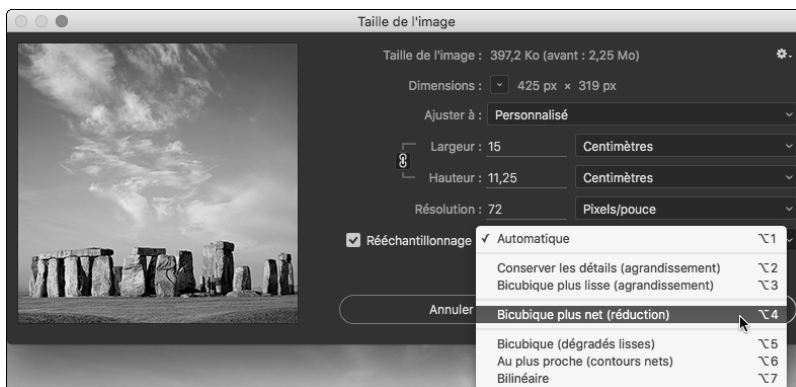 Taille de l'image
Taille de l'image : 397,2 Ko (avant : 2,25 Mo)
Dimensions : 425 px × 319 px
Ajuster à : Personnalisé
Largeur : 15 Centimètres
Hauteur : 11,25 Centimètres
Résolution : 72 Pixels/pouce
Rééchantillonnage ✓ Automatique ⌥1
Conserver les détails (agrandissement) ⌥2
Bicubique plus lisse (agrandissement) ⌥3
Annuler Bicubique plus net (réduction) ⌥4
Bicubique (dégradés lisses) ⌥5
Au plus proche (contours nets) ⌥6
Bilinéaire ⌥7